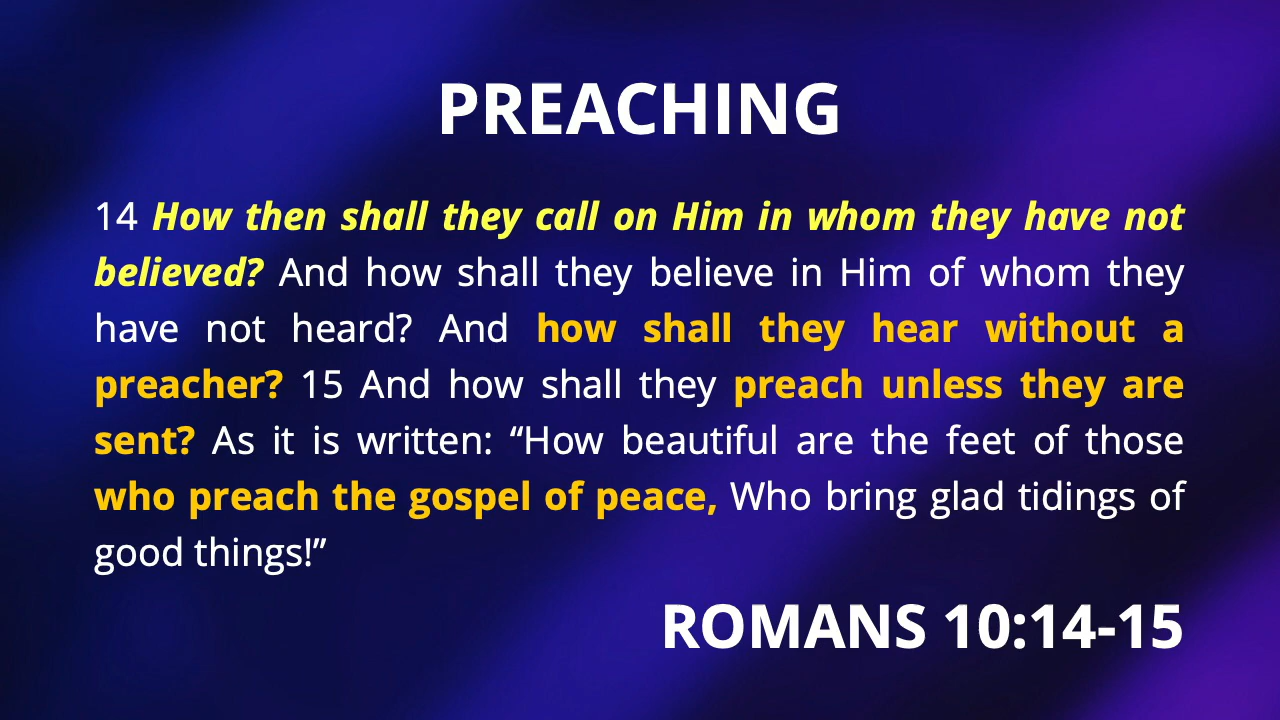 PREACHING
14 How then shall they call on Him in whom they have not
believed? And how shall they believe in Him of whom they
have not heard? And how shall they hear without a
preacher? 15 And how shall they preach unless they are
sent? As it is written: “How beautiful are the feet of those
who preach the gospel of peace, Who bring glad tidings of
good things!”
ROMANS 10:14-15